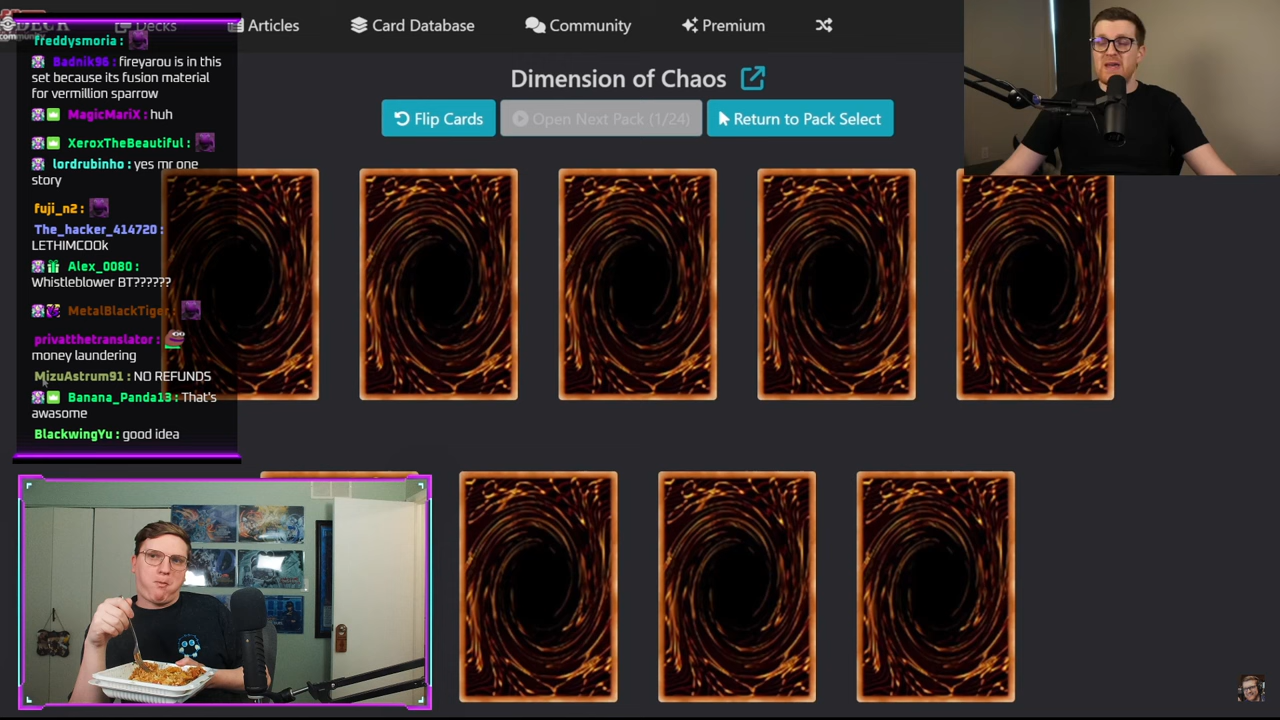 DECK
Decks
Articles
Card Database
Community
Premium
Dimension of Chaos
Flip Cards
Open Next Pack (1/24)
Return to Pack Select
freddysmoria :
Badnik96 : fireyarou is in this
set because its fusion material
for vermillion sparrow
MagicMariX : huh
XeroxTheBeautiful :
lordrubinho : yes mr one
story
fuji_n2 :
The_hacker_414720 :
LETHIMCOOk
Alex_0080 :
Whistleblower BT??????
MetalBlackTiger :
privatthetranslator :
money laundering
MizuAstrum91 : NO REFUNDS
Banana_Panda13 : That's
awasome
BlackwingYu : good idea